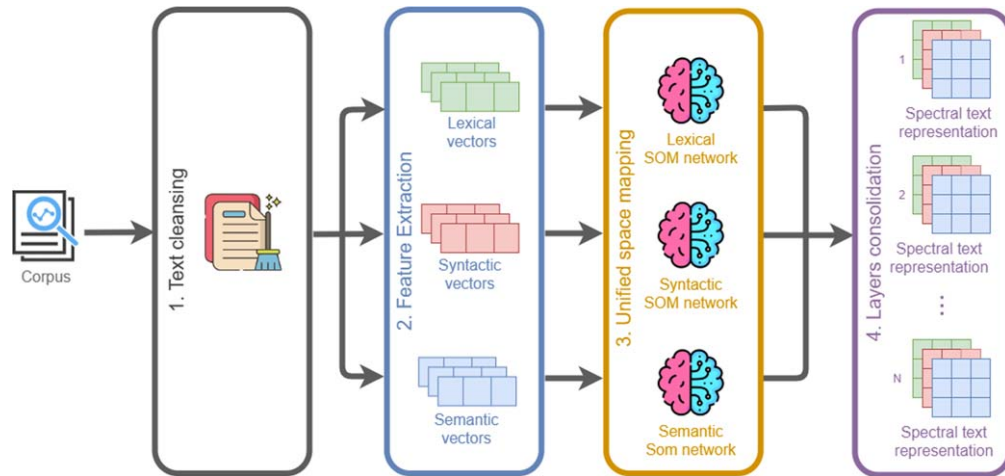 Corpus
1. Text cleansing
2. Feature Extraction
Lexical
vectors
Syntactic
vectors
Semantic
vectors
3. Unified space mapping
Lexical
SOM network
Syntactic
SOM network
Semantic
Som network
4. Layers consolidation
1
Spectral text
representation
2
Spectral text
representation
...
N
Spectral text
representation